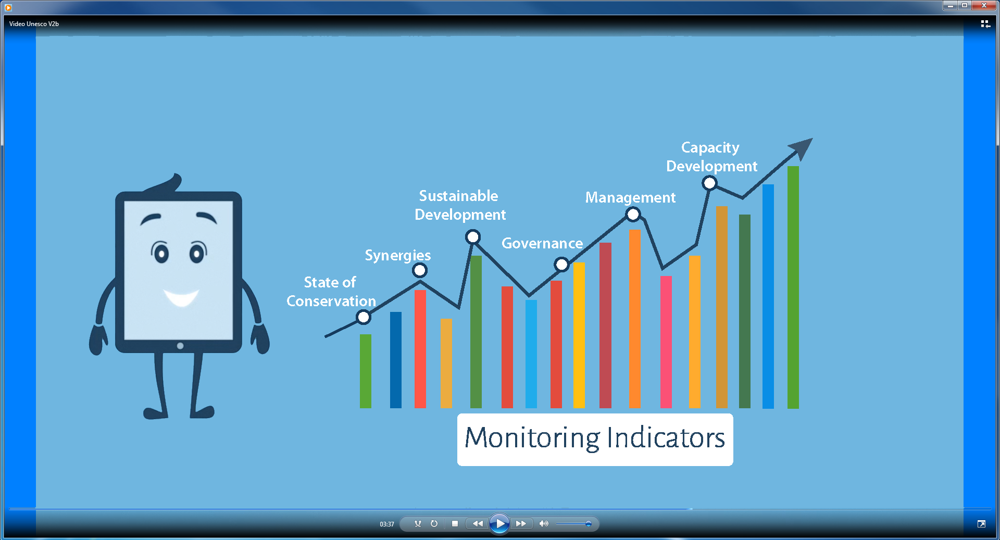 Video Unesco V2b
Capacity
Development
Sustainable
Development
Management
Governance
Synergies
State of
Conservation
Monitoring Indicators
03:37